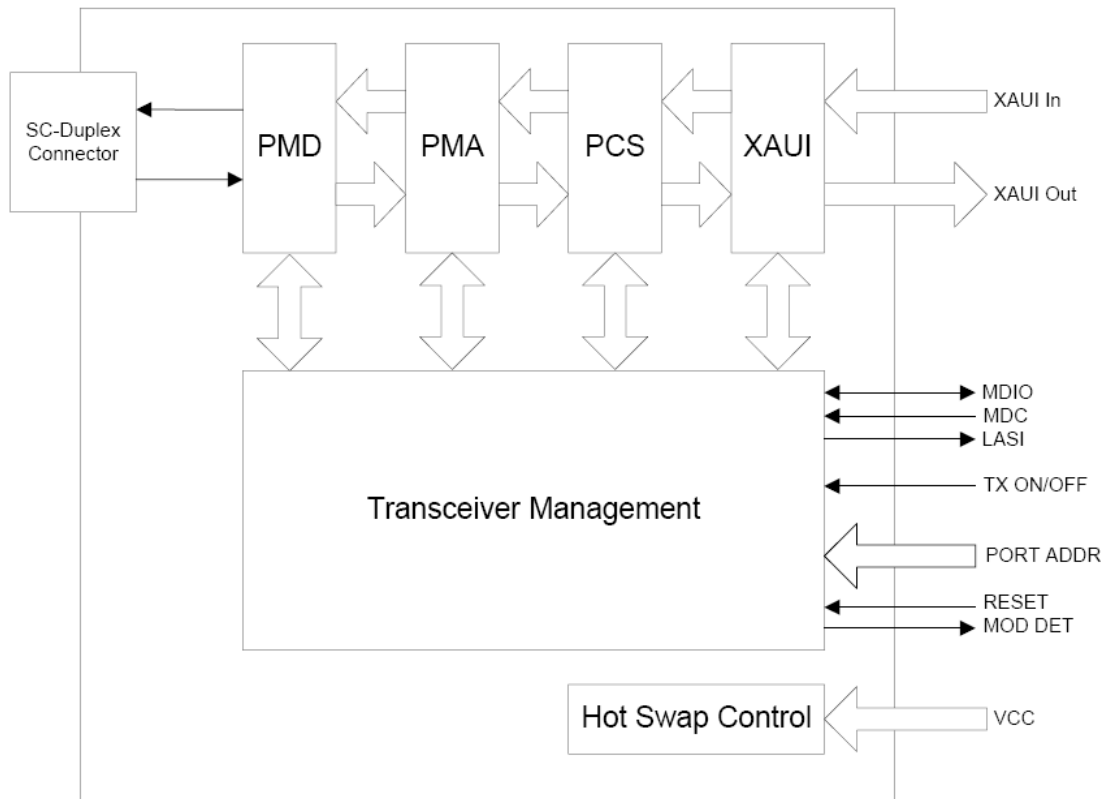 SC-Duplex
Connector
PMD
PMA
PCS
XAUI
XAUI In
XAUI Out
Transceiver Management
MDIO
MDC
LASI
TX ON/OFF
PORT ADDR
RESET
MOD DET
Hot Swap Control
VCC